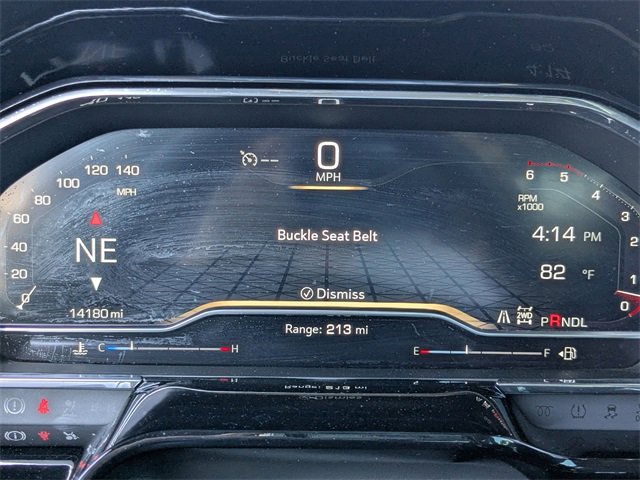 0
MPH
120 140
100
MPH
80
60
40
20
0
NE
14180 mi
Buckle Seat Belt
Dismiss
Range: 213 mi
6 5 4 3 2 1 0
RPM
x1000
4:14 PM
82 °F
2WD
PRNDL
C H
E F